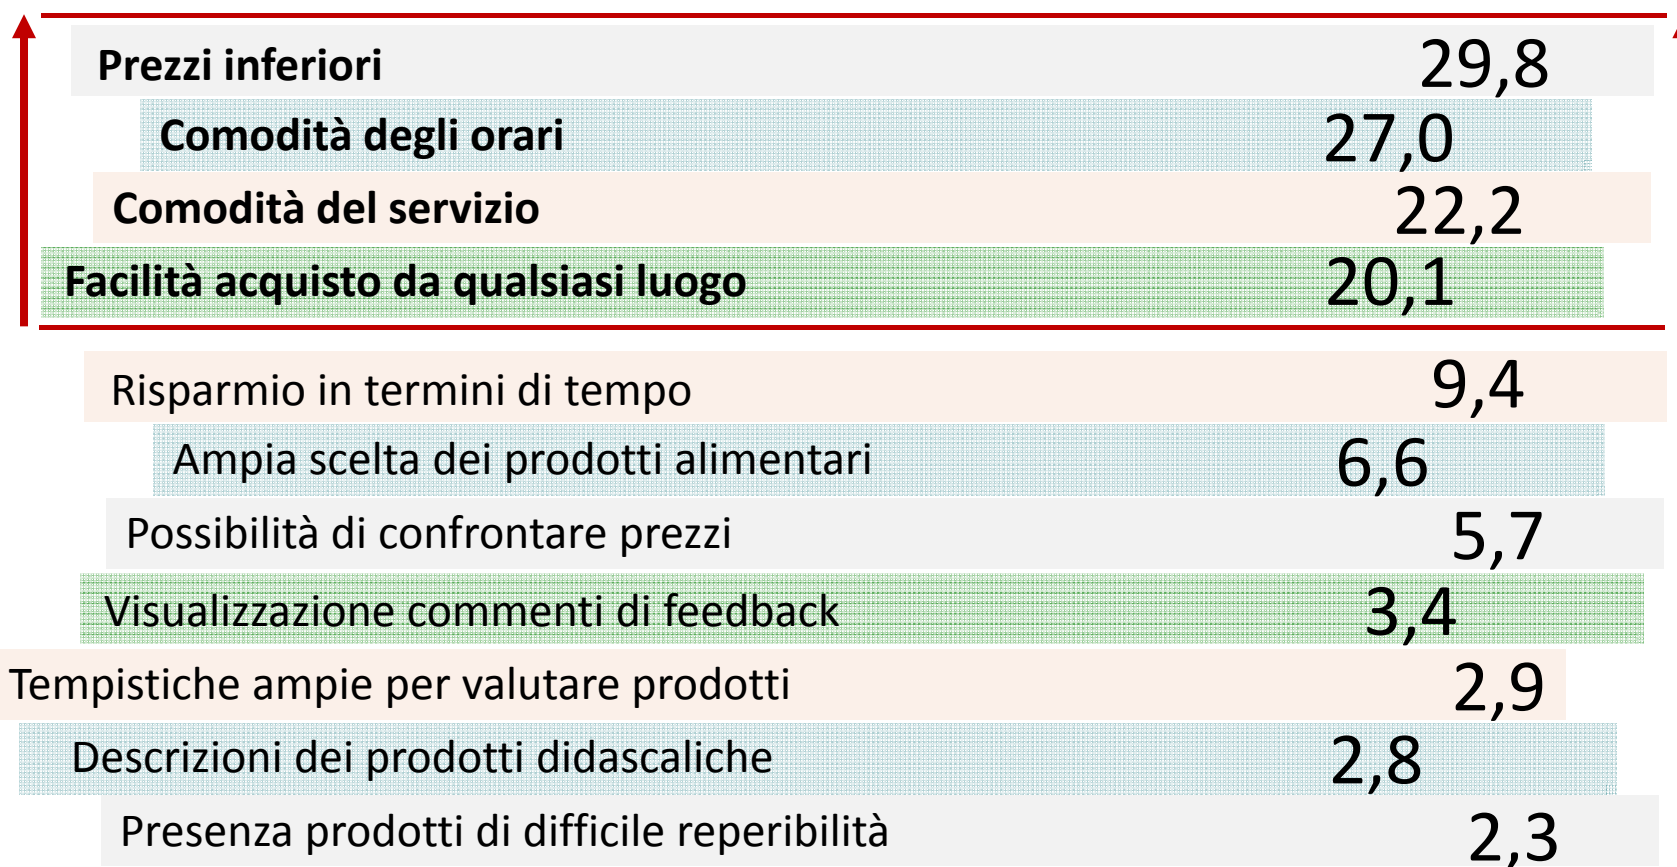 Prezzi inferiori 29,8
Comodità degli orari 27,0
Comodità del servizio 22,2
Facilità acquisto da qualsiasi luogo 20,1
Risparmio in termini di tempo 9,4
Ampia scelta dei prodotti alimentari 6,6
Possibilità di confrontare prezzi 5,7
Visualizzazione commenti di feedback 3,4
Tempistiche ampie per valutare prodotti 2,9
Descrizioni dei prodotti didascaliche 2,8
Presenza prodotti di difficile reperibilità 2,3